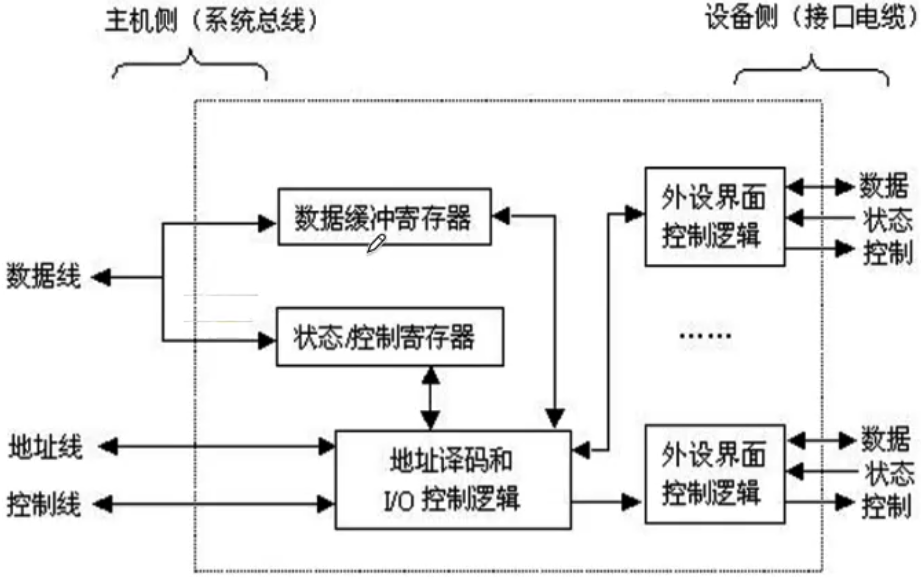 主机侧（系统总线）
设备侧（接口电缆）
数据缓冲寄存器
外设界面
控制逻辑
数据
状态
控制
数据线
状态/控制寄存器
……
地址线
控制线
地址译码和
I/O 控制逻辑
外设界面
控制逻辑
数据
状态
控制